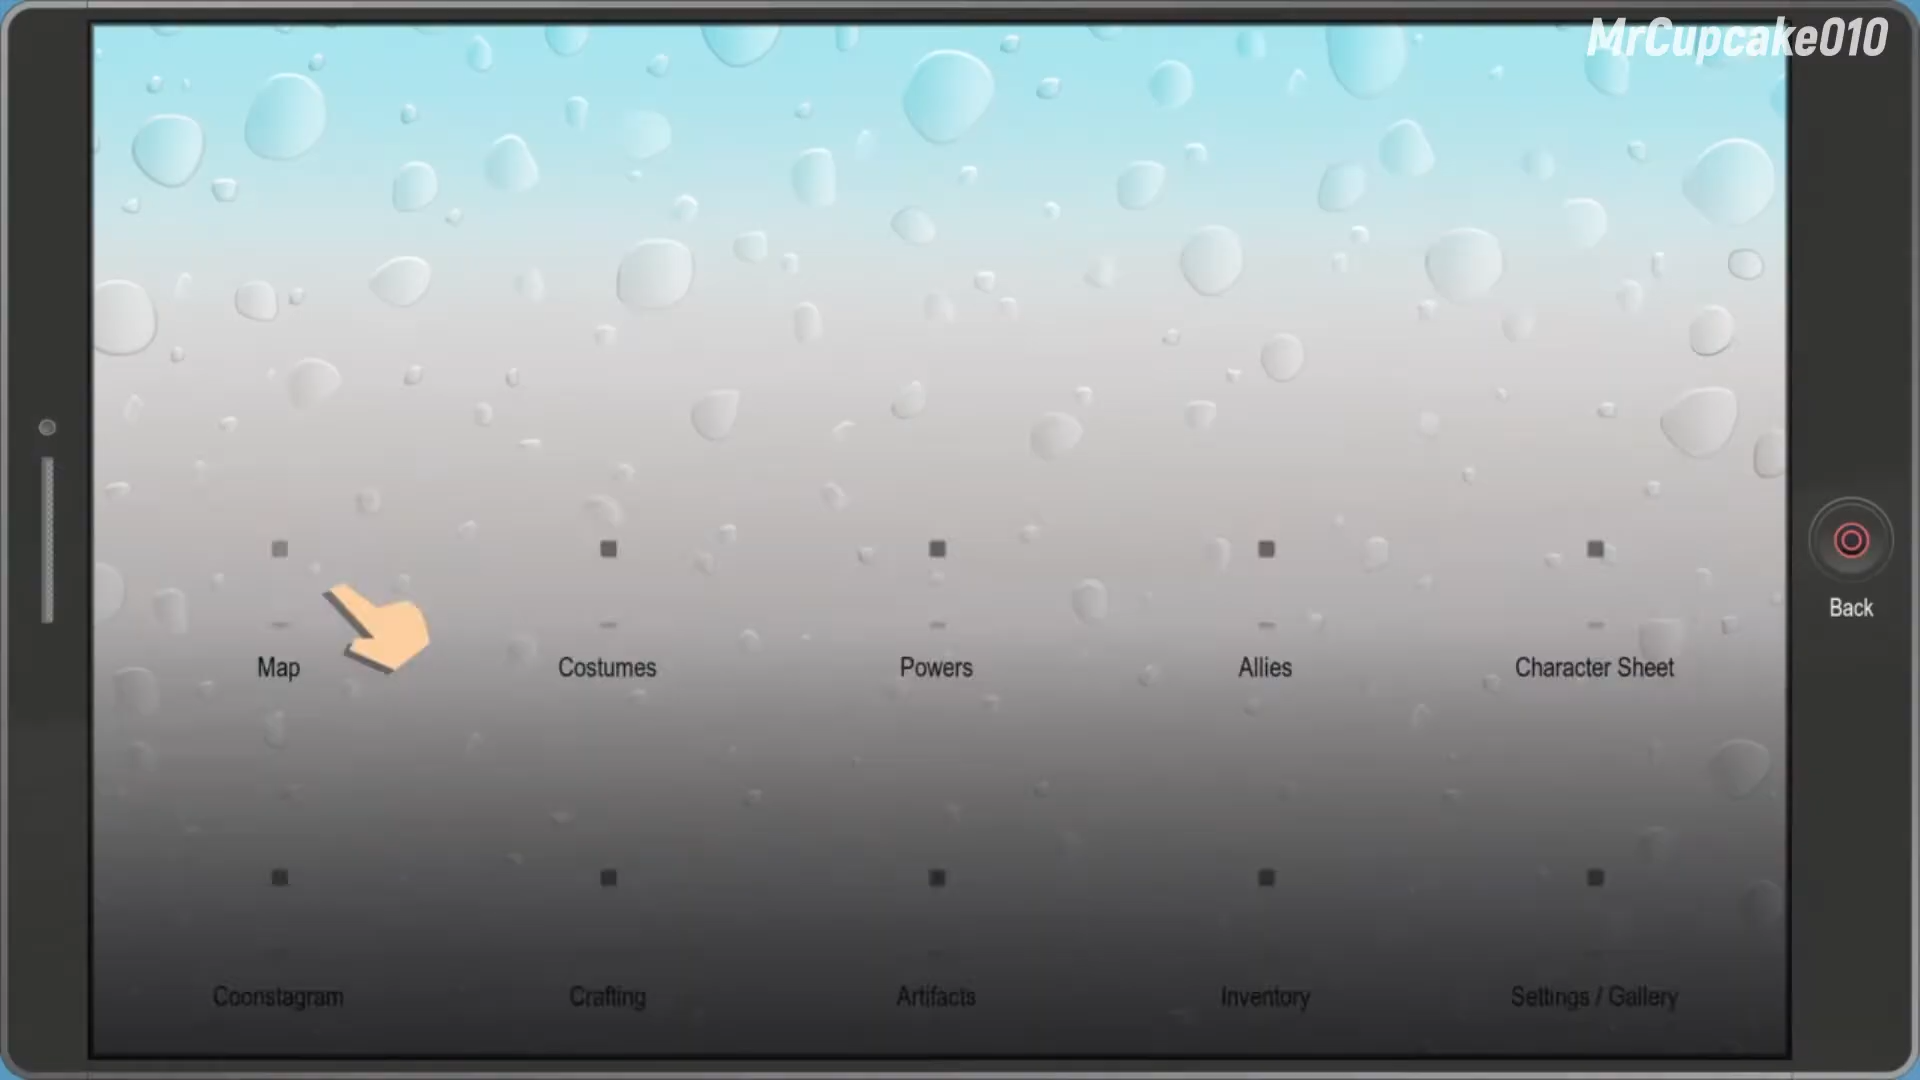 MrCupcake010
Back
Map
Costumes
Powers
Allies
Character Sheet
Coonstagram
Crafting
Artifacts
Inventory
Settings / Gallery